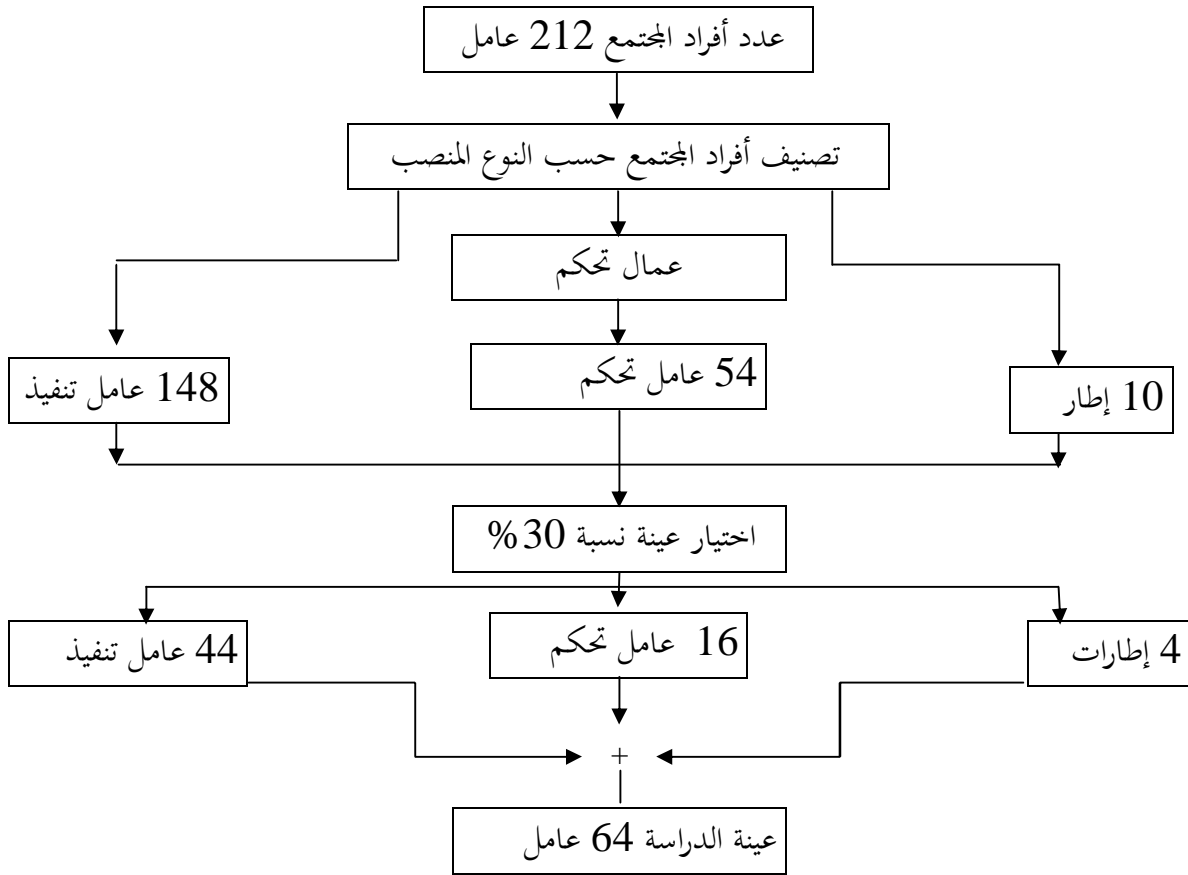 عدد أفراد المجتمع 212 عامل
تصنيف أفراد المجتمع حسب النوع المنصب
عمال تحكم
10 إطار
54 عامل تحكم
148 عامل تنفيذ
اختيار عينة نسبة 30%
4 إطارات
16 عامل تحكم
44 عامل تنفيذ
+
عينة الدراسة 64 عامل